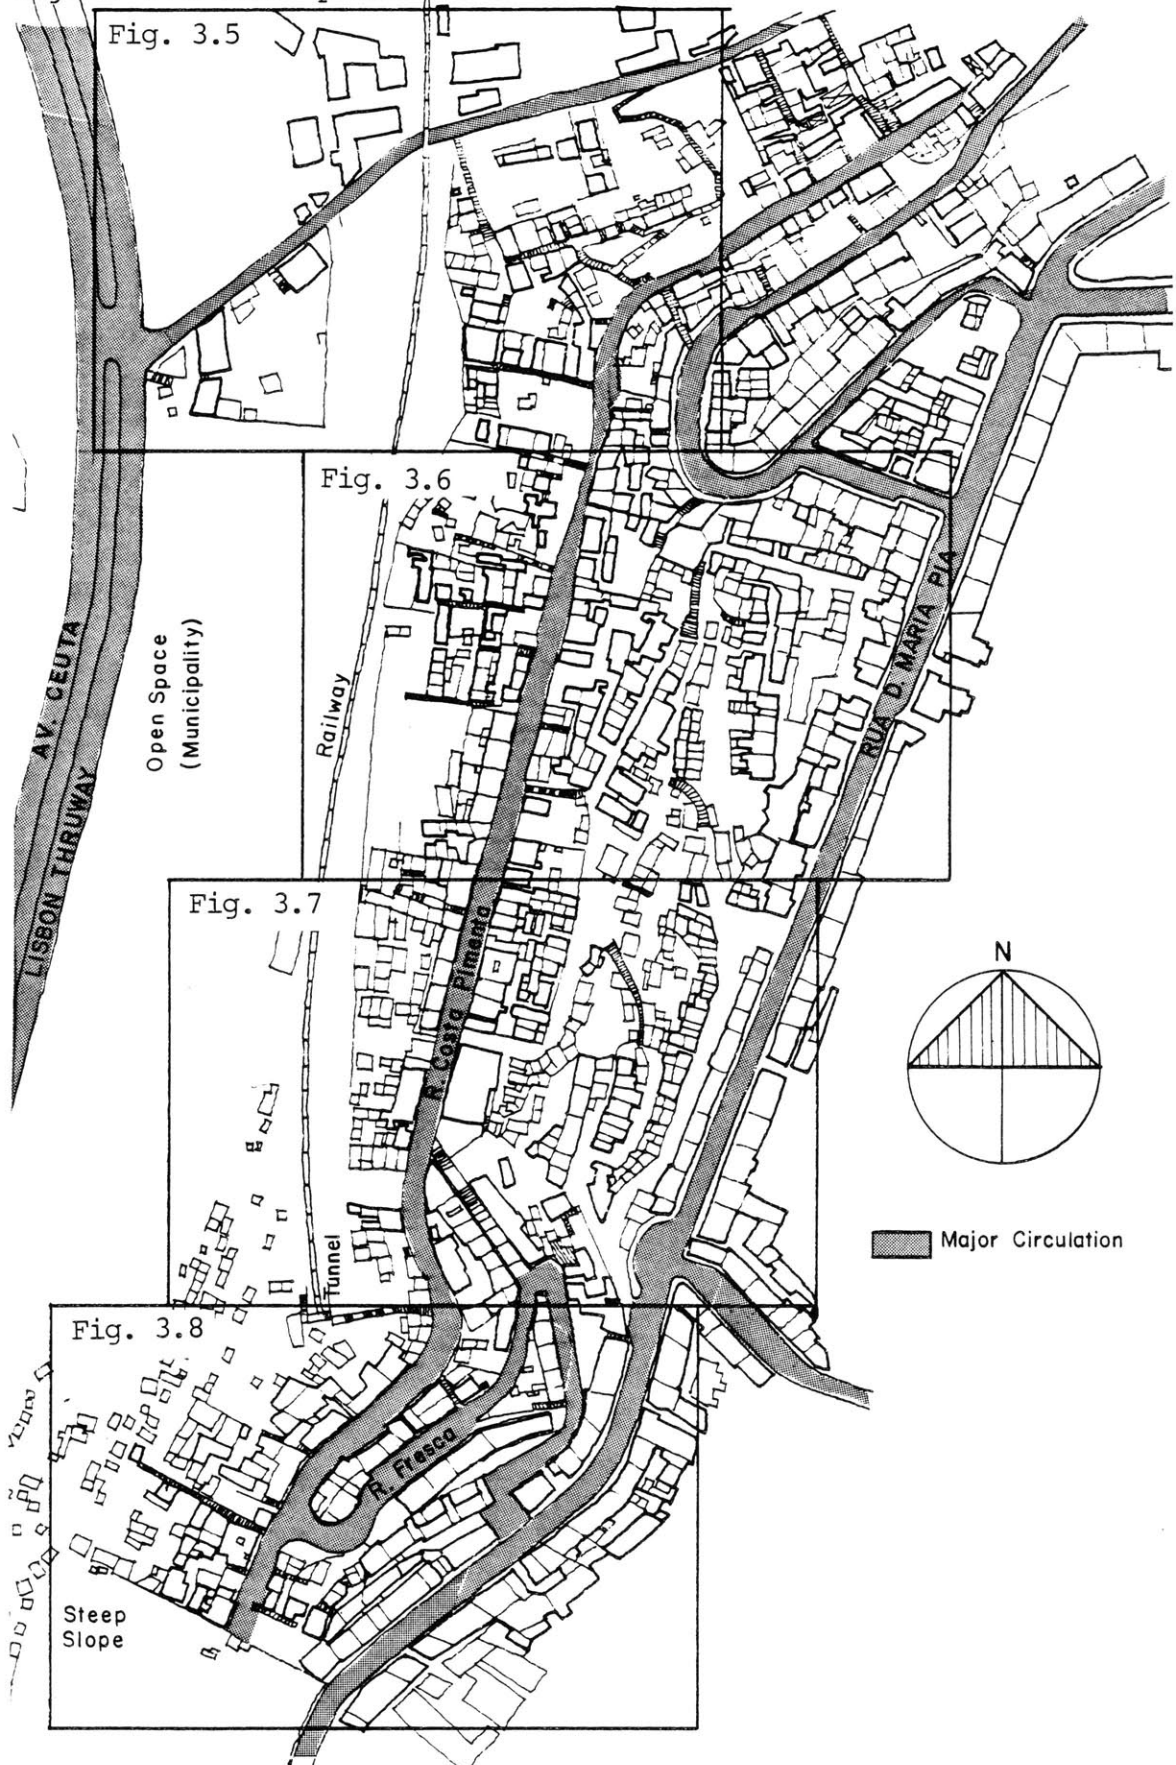 Fig. 3.5
Fig. 3.6
RUA D. MARIA PIA
AV. CEUTA
LISBON THRUWAY
Open Space
(Municipality)
Railway
Fig. 3.7
R. Costa Pimenta
N
Major Circulation
Tunnel
Fig. 3.8
R. Fresca
Steep
Slope